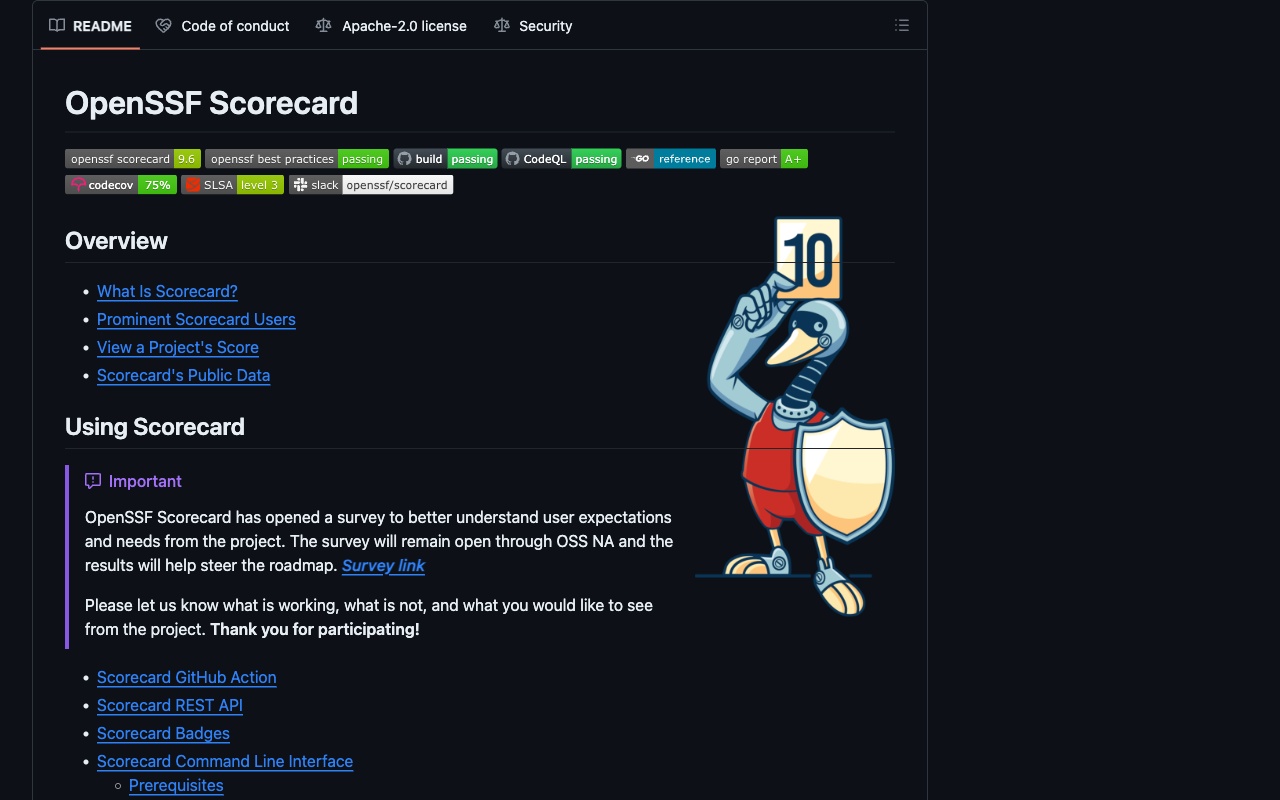 README Code of conduct Apache-2.0 license Security
OpenSSF Scorecard
openssf scorecard 9.6 openssf best practices passing build passing CodeQL passing GO reference go report A+
codecov 75% SLSA level 3 slack openssf/scorecard
10
Overview
What Is Scorecard?
Prominent Scorecard Users
View a Project's Score
Scorecard's Public Data
Using Scorecard
Important
OpenSSF Scorecard has opened a survey to better understand user expectations
and needs from the project. The survey will remain open through OSS NA and the
results will help steer the roadmap. Survey link
Please let us know what is working, what is not, and what you would like to see
from the project. Thank you for participating!
Scorecard GitHub Action
Scorecard REST API
Scorecard Badges
Scorecard Command Line Interface
Prerequisites